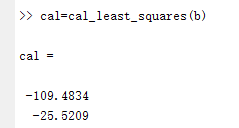 >> cal=cal_least_squares(b)
cal =
-109.4834
-25.5209